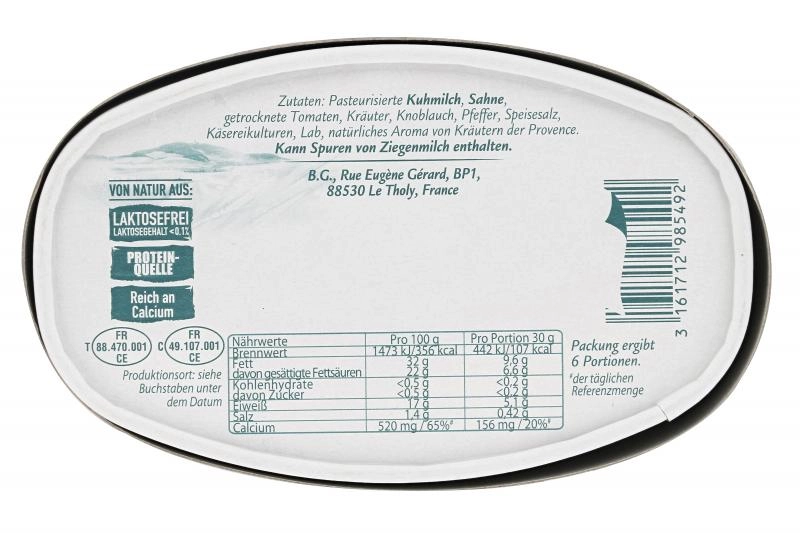 Zutaten: Pasteurisierte Kuhmilch, Sahne,
getrocknete Tomaten, Kräuter, Knoblauch, Pfeffer, Speisesalz,
Käsereikulturen, Lab, natürliches Aroma von Kräutern der Provence.
Kann Spuren von Ziegenmilch enthalten.
B.G., Rue Eugène Gérard, BP1,
88530 Le Tholy, France
VON NATUR AUS:
LAKTOSEFREI
LAKTOSEGEHALT <0.1%
PROTEIN-
QUELLE
Reich an
Calcium
T FR 88.470.001 CE
C FR 49.107.001 CE
Produktionsort: siehe
Buchstaben unter
dem Datum
Nährwerte Pro 100 g Pro Portion 30 g
Brennwert 1473 kJ/356 kcal 442 kJ/107 kcal
Fett 32 g 9.6 g
davon gesättigte Fettsäuren 22 g 6.6 g
Kohlenhydrate <0.5 g <0.2 g
davon Zucker <0.5 g <0.2 g
Eiweiß 17 g 5.1 g
Salz 1,4 g 0,42 g
Calcium 520 mg / 65%# 156 mg / 20%#
Packung ergibt
6 Portionen.
#der täglichen
Referenzmenge
3 161712 985492